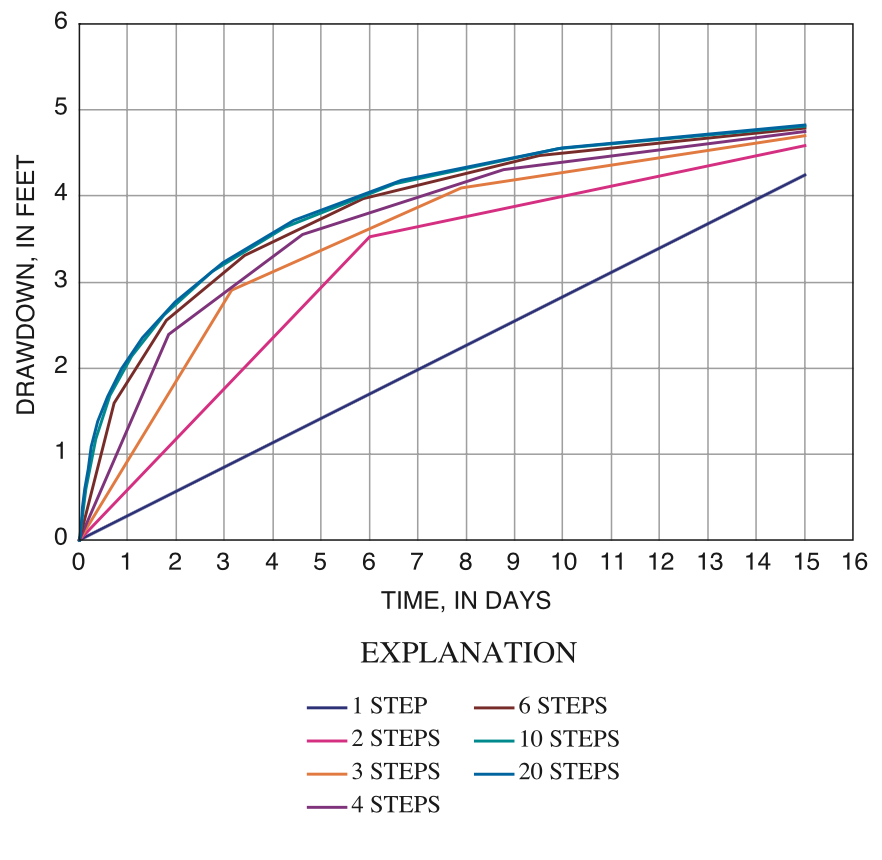 6
5
4
3
2
1
0
DRAWDOWN, IN FEET
0 1 2 3 4 5 6 7 8 9 10 11 12 13 14 15 16
TIME, IN DAYS
EXPLANATION
1 STEP 6 STEPS
2 STEPS 10 STEPS
3 STEPS 20 STEPS
4 STEPS